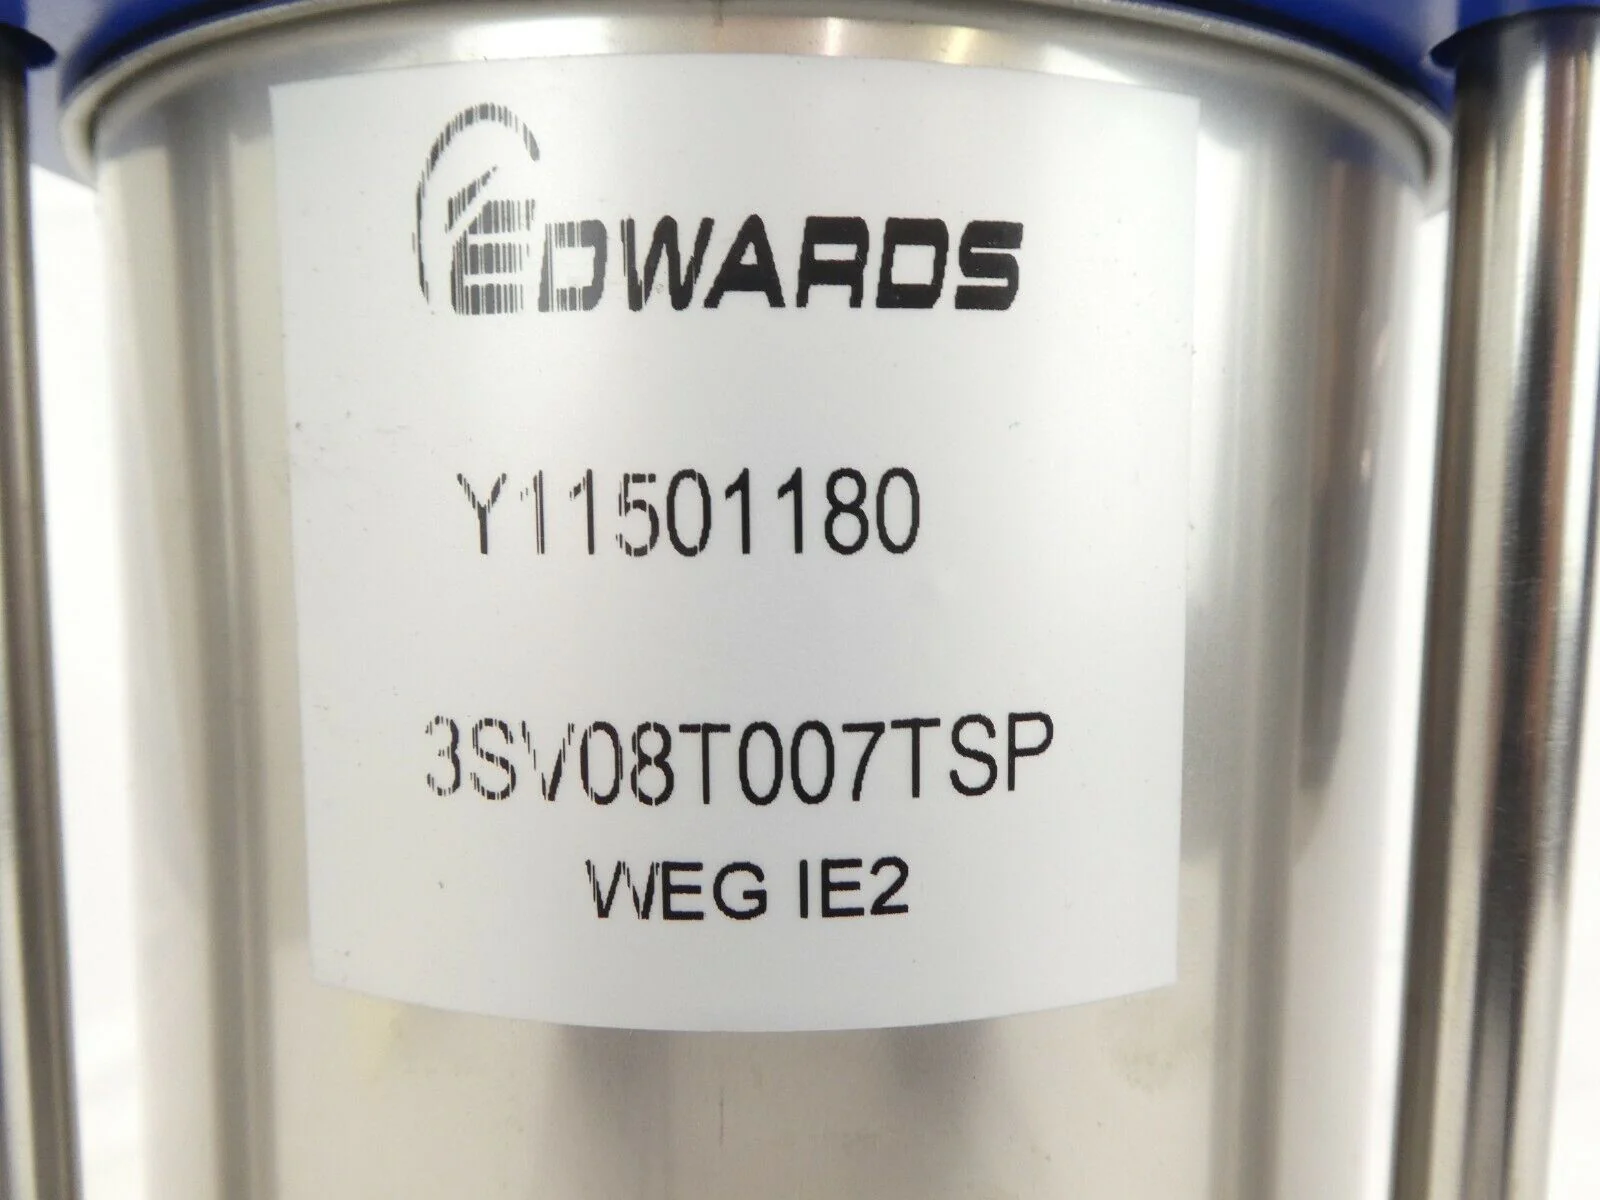 EDWARDS
Y11501180
3SV08T007TSP
WEG IE2